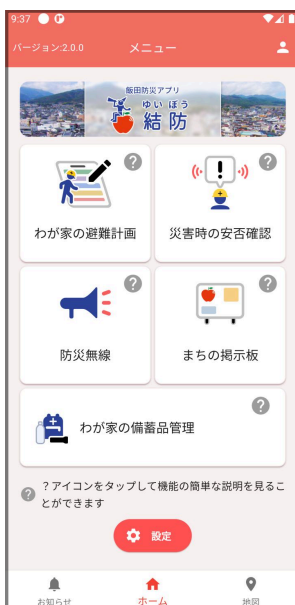 9:37
バージョン:2.0.0 メニュー
飯田防災アプリ
ゆい ぼう
結防
わが家の避難計画
災害時の安否確認
防災無線
まちの掲示板
わが家の備蓄品管理
？アイコンをタップして機能の簡単な説明を見るこ
とができます
設定
お知らせ ホーム 地図